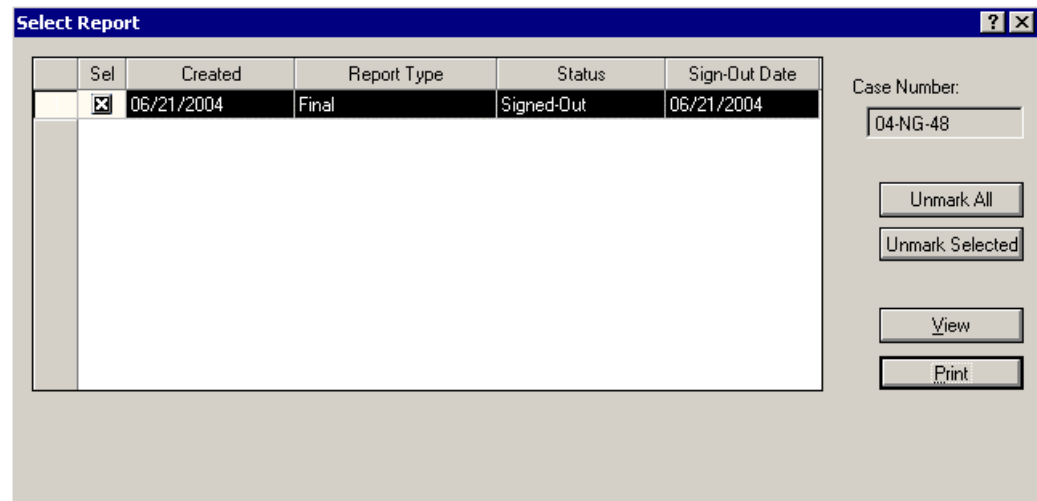 Select Report
Sel Created Report Type Status Sign-Out Date
06/21/2004 Final Signed-Out 06/21/2004
Case Number:
04-NG-48
Unmark All
Unmark Selected
View
Print